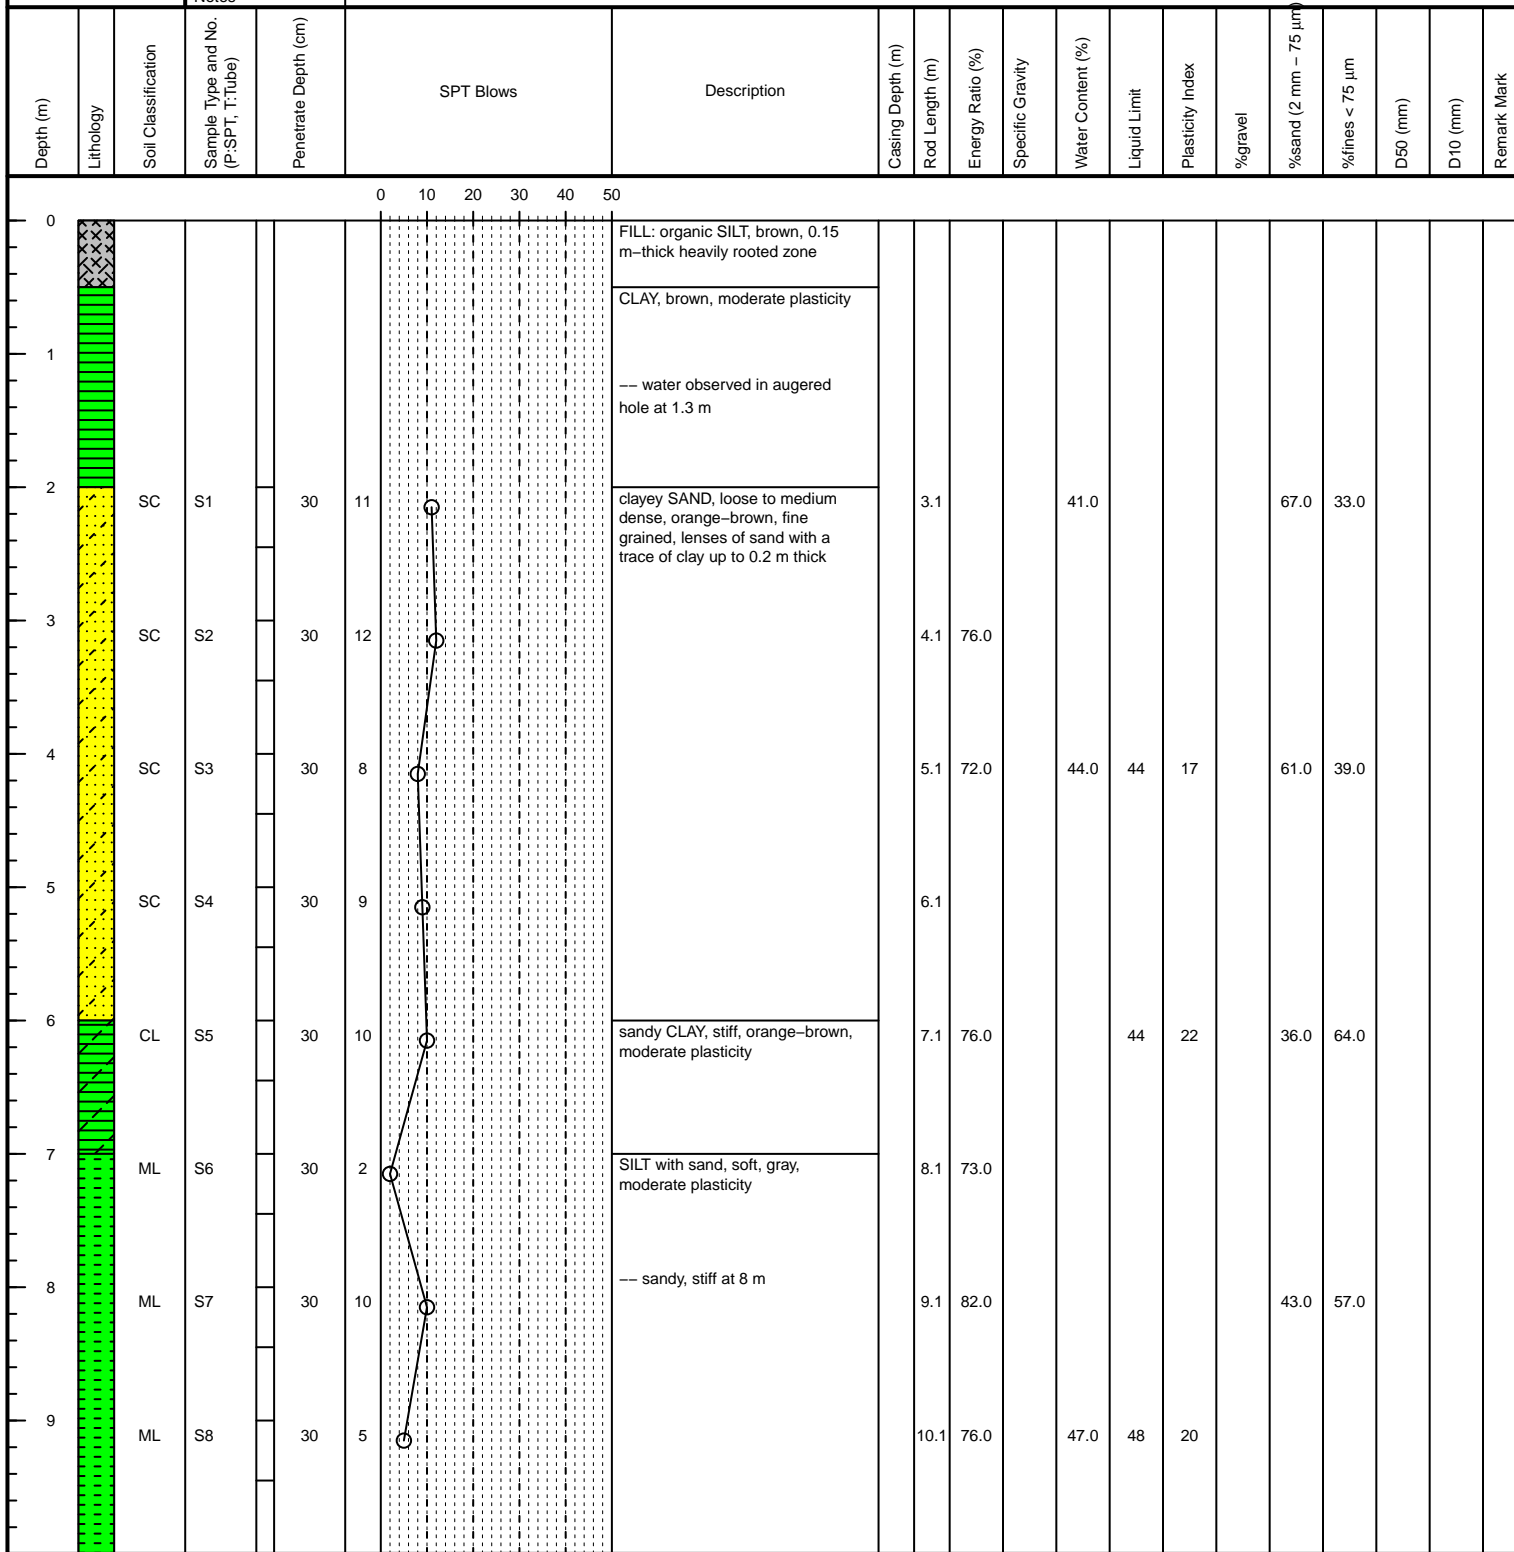 Notes
Depth (m)
Lithology
Soil Classification
Sample Type and No.
(P:SPT, T:Tube)
Penetrate Depth (cm)
SPT Blows
Description
Casing Depth (m)
Rod Length (m)
Energy Ratio (%)
Specific Gravity
Water Content (%)
Liquid Limit
Plasticity Index
%gravel
%sand (2 mm – 75 μm)
%fines < 75 μm
D50 (mm)
D10 (mm)
Remark Mark
0 10 20 30 40 50
0
FILL: organic SILT, brown, 0.15
m−thick heavily rooted zone
CLAY, brown, moderate plasticity
1
−− water observed in augered
hole at 1.3 m
2
SC S1 30 11 clayey SAND, loose to medium 3.1 41.0 67.0 33.0
dense, orange−brown, fine
grained, lenses of sand with a
trace of clay up to 0.2 m thick
3
SC S2 30 12 4.1 76.0
4
SC S3 30 8 5.1 72.0 44.0 44 17 61.0 39.0
5
SC S4 30 9 6.1
6
CL S5 30 10 sandy CLAY, stiff, orange−brown, 7.1 76.0 44 22 36.0 64.0
moderate plasticity
7
ML S6 30 2 SILT with sand, soft, gray, 8.1 73.0
moderate plasticity
−− sandy, stiff at 8 m
8
ML S7 30 10 9.1 82.0 43.0 57.0
9
ML S8 30 5 10.1 76.0 47.0 48 20